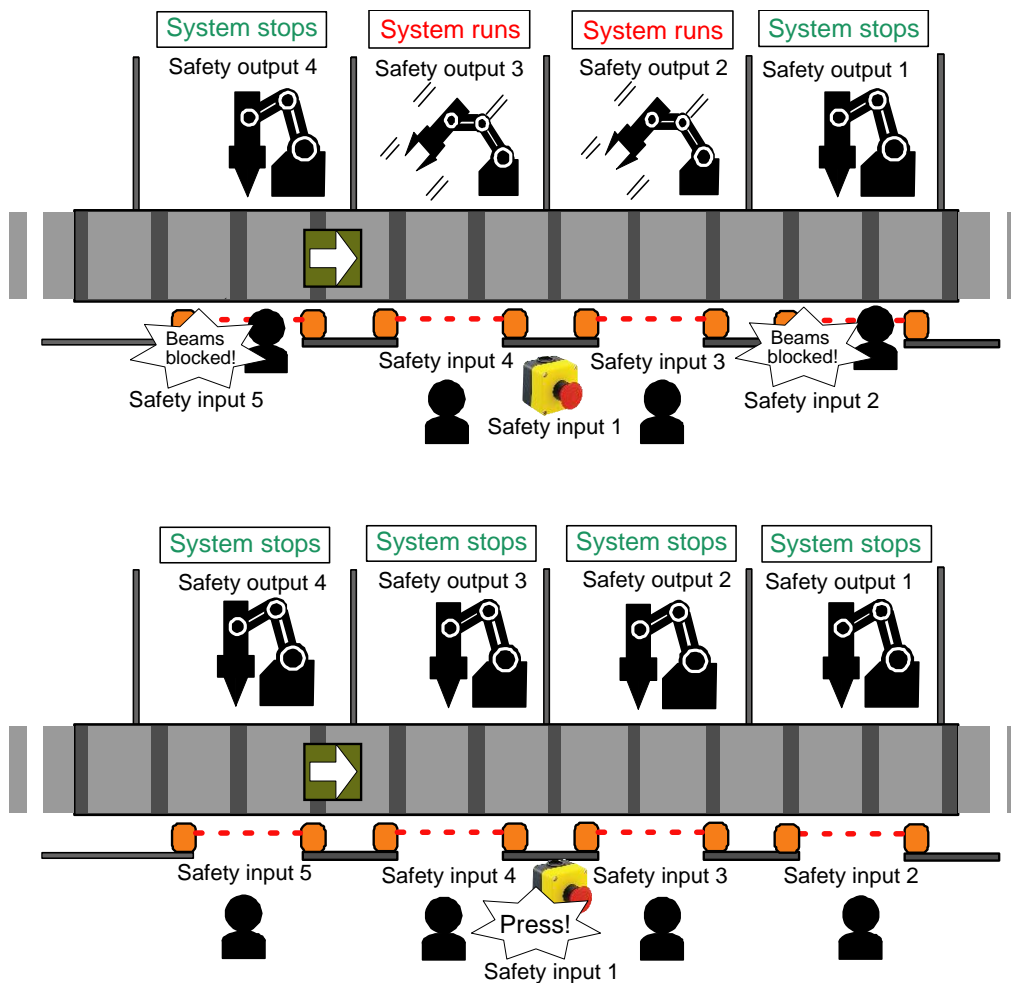 System stops
System runs
System runs
System stops
Safety output 4
Safety output 3
Safety output 2
Safety output 1
Beams
blocked!
Beams
blocked!
Safety input 4
Safety input 3
Safety input 5
Safety input 2
Safety input 1
System stops
System stops
System stops
System stops
Safety output 4
Safety output 3
Safety output 2
Safety output 1
Safety input 5
Safety input 4
Safety input 3
Safety input 2
Press!
Safety input 1